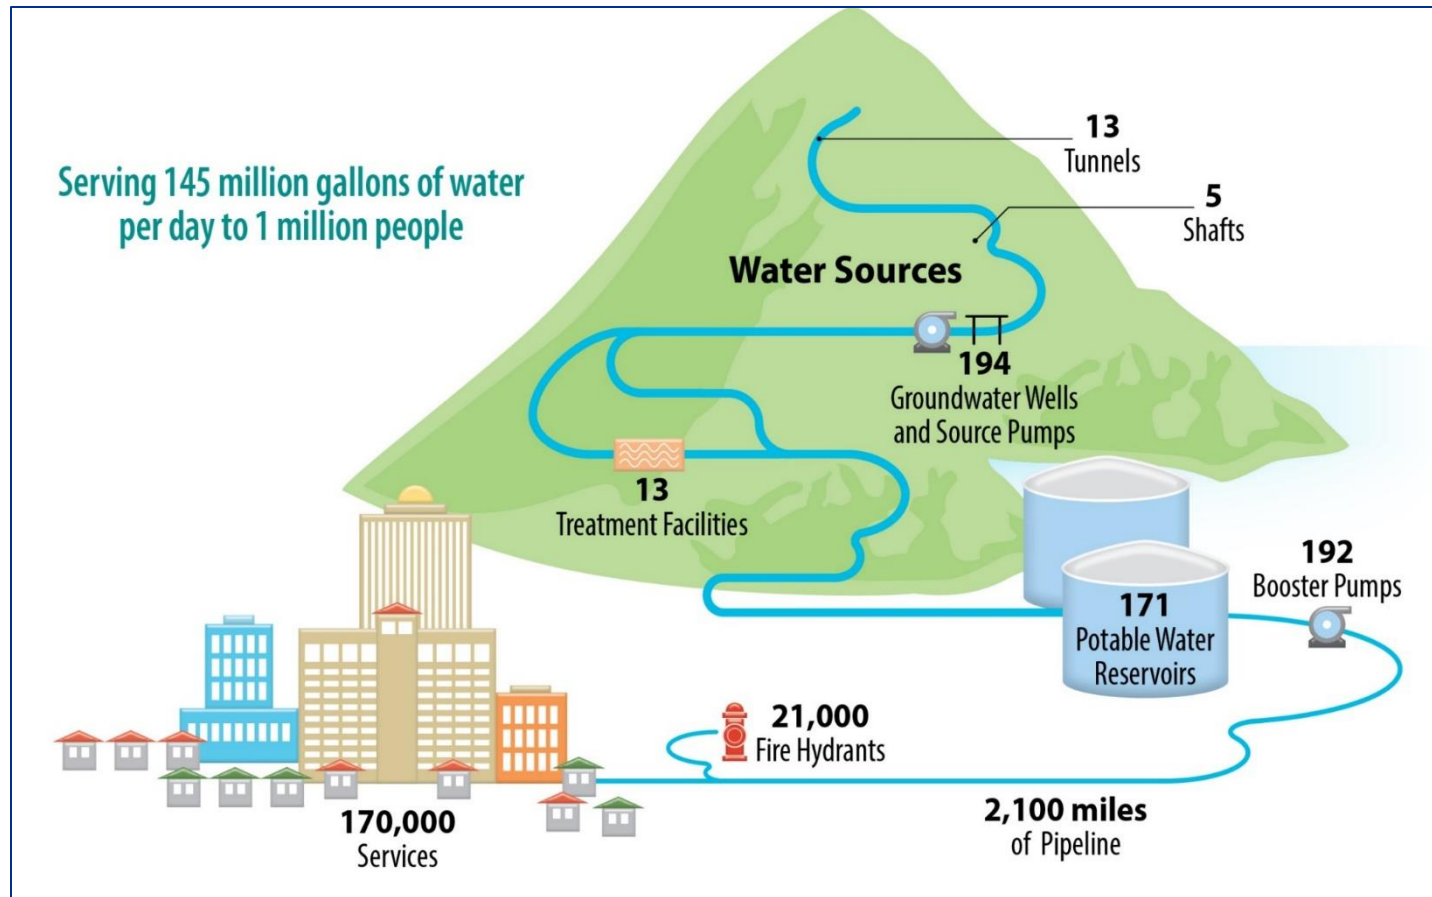 Serving 145 million gallons of water
per day to 1 million people
13
Tunnels
5
Shafts
Water Sources
194
Groundwater Wells
and Source Pumps
13
Treatment Facilities
192
Booster Pumps
171
Potable Water
Reservoirs
21,000
Fire Hydrants
2,100 miles
of Pipeline
170,000
Services